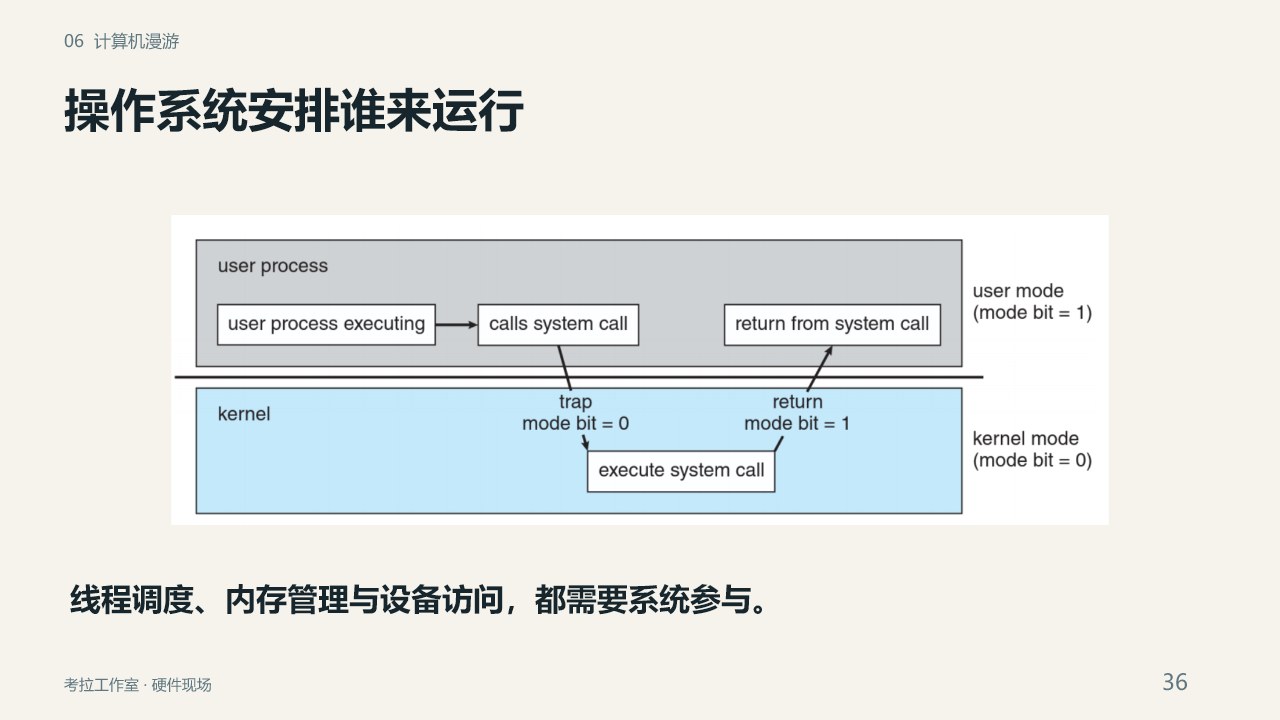 06 计算机漫游
操作系统安排谁来运行
user process
user process executing
calls system call
return from system call
user mode
(mode bit = 1)
kernel
trap
mode bit = 0
return
mode bit = 1
execute system call
kernel mode
(mode bit = 0)
线程调度、内存管理与设备访问，都需要系统参与。
考拉工作室 · 硬件现场
36